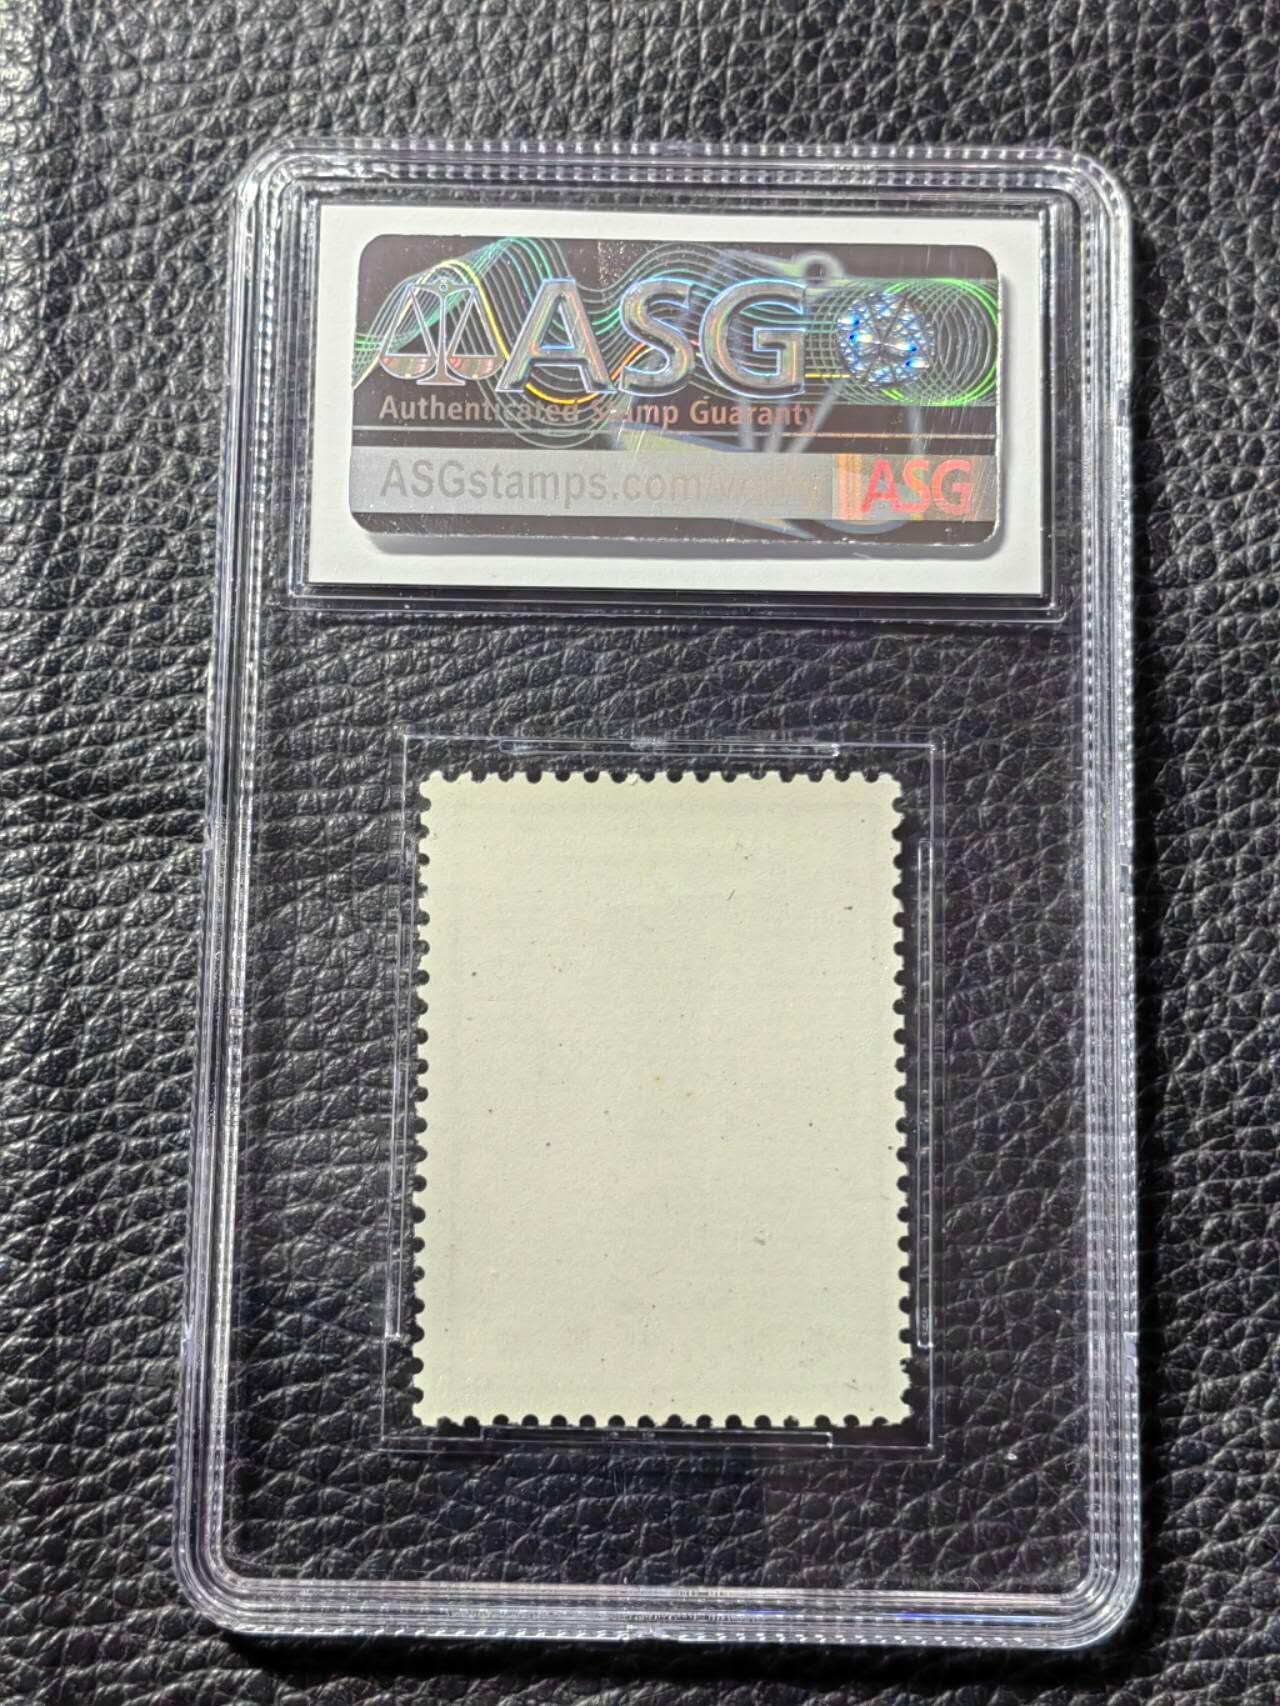 ASG
Authenticated Stamp Guaranty
ASGstamps.com/verify
ASG